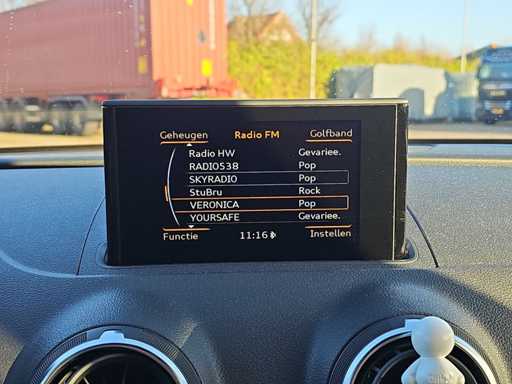 Geheugen Radio FM Golfband
Radio HW Gevariee.
RADIO538 Pop
SKYRADIO Pop
StuBru Rock
VERONICA Pop
YOURSAFE Gevariee.
Functie 11:16 Instellen